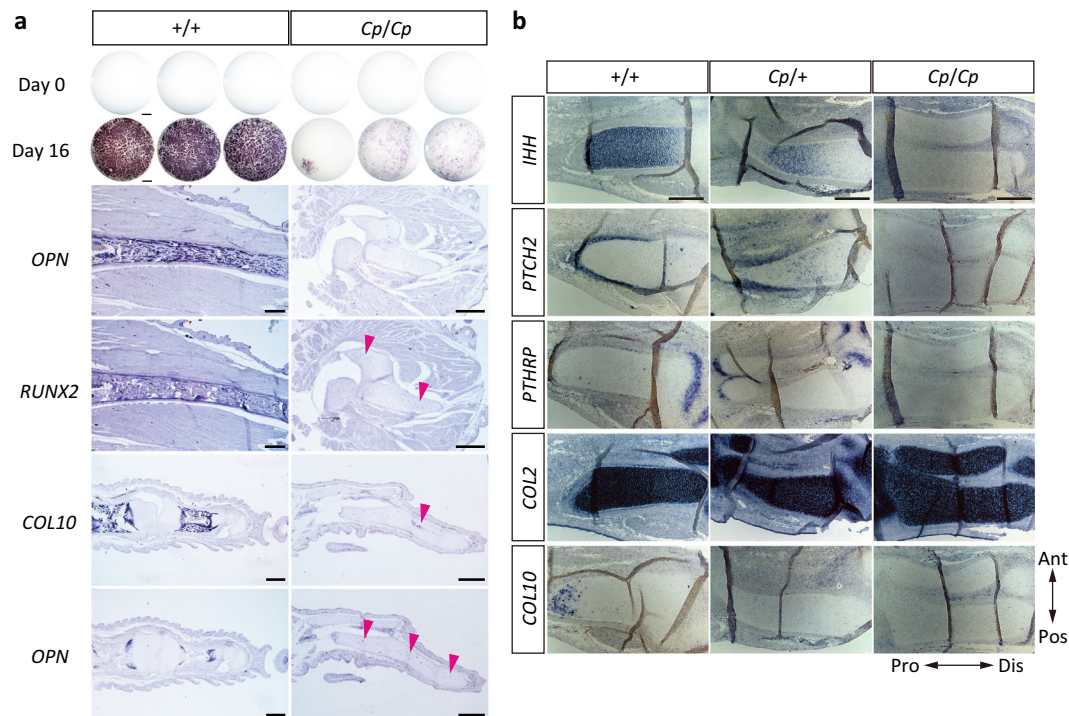 a
+/+ Cp/Cp
Day 0
Day 16
OPN
RUNX2
COL10
OPN
b
+/+ Cp/+ Cp/Cp
IHH
PTCH2
PTHRP
COL2
COL10
Ant
Pos
Pro Dis